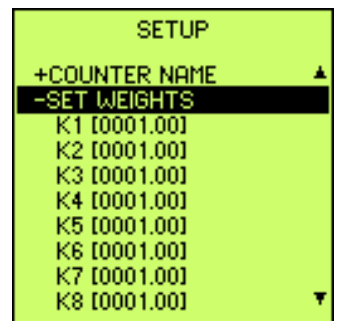 SETUP
+COUNTER NAME
-SET WEIGHTS
K1 [0001.00]
K2 [0001.00]
K3 [0001.00]
K4 [0001.00]
K5 [0001.00]
K6 [0001.00]
K7 [0001.00]
K8 [0001.00]